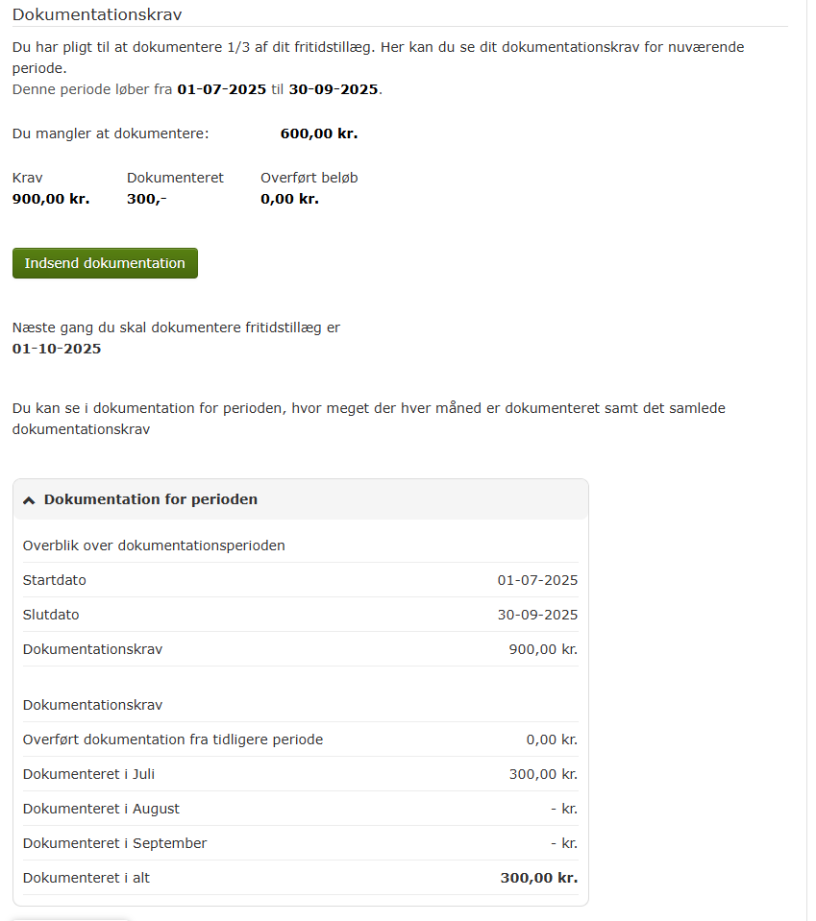 Dokumentationskrav
Du har pligt til at dokumentere 1/3 af dit fritidstillæg. Her kan du se dit dokumentationskrav for nuværende
periode.
Denne periode løber fra 01-07-2025 til 30-09-2025.
Du mangler at dokumentere: 600,00 kr.
Krav Dokumenteret Overført beløb
900,00 kr. 300,- 0,00 kr.
Indsend dokumentation
Næste gang du skal dokumentere fritidstillæg er
01-10-2025
Du kan se i dokumentation for perioden, hvor meget der hver måned er dokumenteret samt det samlede
dokumentationskrav
Dokumentation for perioden
Overblik over dokumentationsperioden
Startdato 01-07-2025
Slutdato 30-09-2025
Dokumentationskrav 900,00 kr.
Dokumentationskrav
Overført dokumentation fra tidligere periode 0,00 kr.
Dokumenteret i Juli 300,00 kr.
Dokumenteret i August - kr.
Dokumenteret i September - kr.
Dokumenteret i alt 300,00 kr.